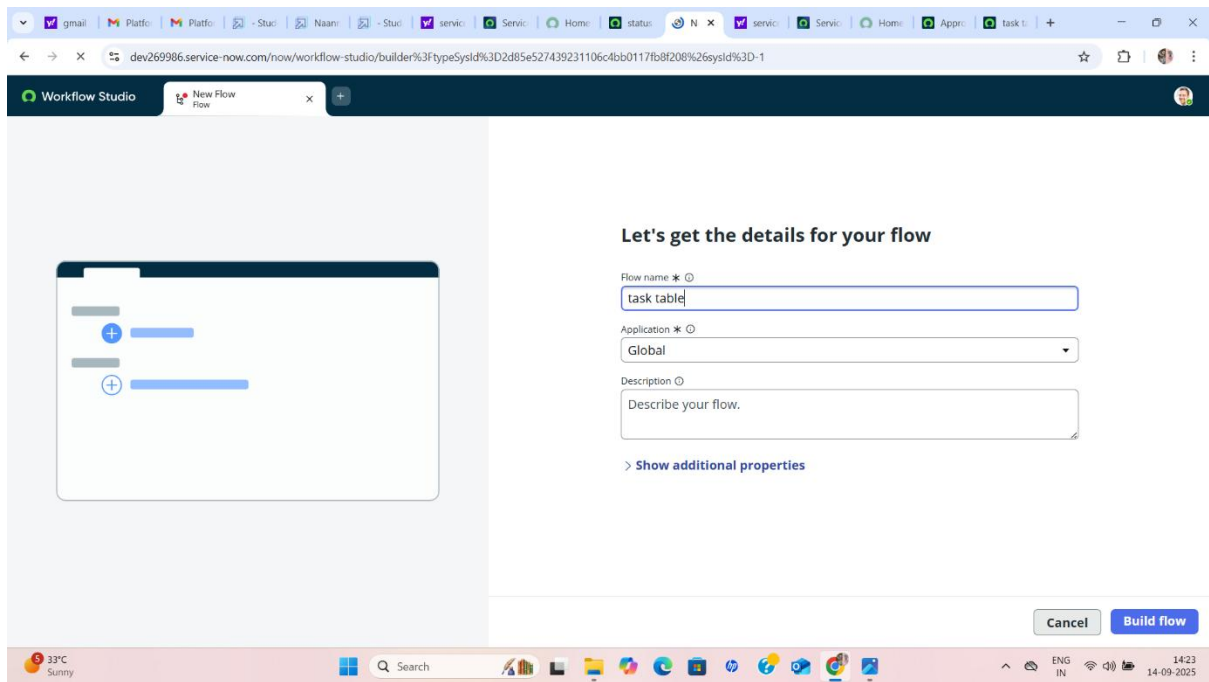 gmail
Platfo
Platfo
- Stud
Naanı
- Stud
servic
Servic
Home
status
N
servic
Servic
Home
Appro
task t
dev269986.service-now.com/now/workflow-studio/builder%3FtypeSysId%3D2d85e527439231106c4bb0117fb8f208%26sysId%3D-1
Workflow Studio
New Flow
Flow
Let's get the details for your flow
Flow name *
task table
Application *
Global
Description
Describe your flow.
Show additional properties
Cancel
Build flow
5
33°C
Sunny
Search
hp
ENG
IN
14:23
14-09-2025